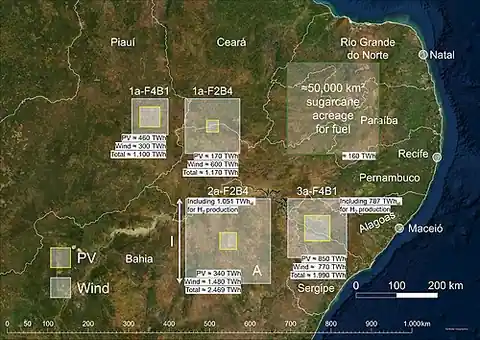 Piauí
Ceará
Rio Grande
do Norte
Natal
1a-F4B1
1a-F2B4
≈50,000 km²
sugarcane
acreage
for fuel
Paraíba
PV ≈ 460 TWh
Wind ≈ 300 TWh
Total ≈ 1.100 TWh
PV ≈ 170 TWh
Wind ≈ 600 TWh
Total ≈ 1.170 TWh
≈ 160 TWh
Recife
Pernambuco
2a-F2B4
3a-F4B1
Including 1.051 TWh
for H₂ production
Including 787 TWh
for H₂ production
Alagoas
Maceió
I
A
PV
Wind
Bahia
PV ≈ 340 TWh
Wind ≈ 1.480 TWh
Total ≈ 2.469 TWh
PV ≈ 850 TWh
Wind ≈ 770 TWh
Total ≈ 1.990 TWh
Sergipe
0 100 200 km
0 50 100 200 300 400 500 600 700 800 900 1.000km